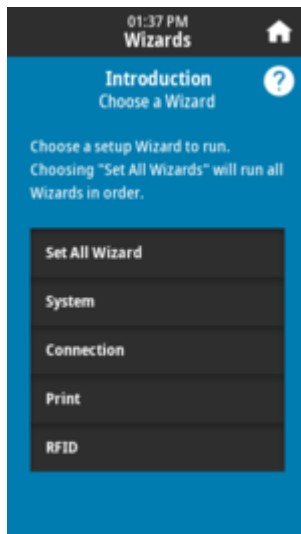 01:37 PM
Wizards
Introduction
?
Choose a Wizard
Choose a setup Wizard to run.
Choosing "Set All Wizards" will run all
Wizards in order.
Set All Wizard
System
Connection
Print
RFID